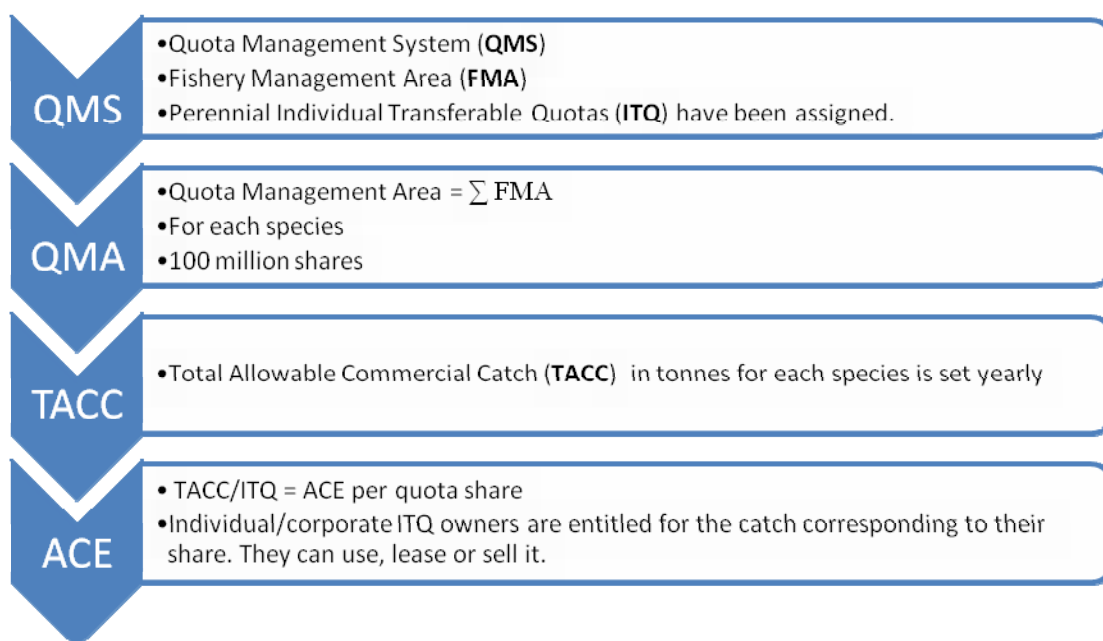 QMS
•Quota Management System (QMS)
•Fishery Management Area (FMA)
•Perennial Individual Transferable Quotas (ITQ) have been assigned.
QMA
•Quota Management Area = ∑ FMA
•For each species
•100 million shares
TACC
•Total Allowable Commercial Catch (TACC) in tonnes for each species is set yearly
ACE
• TACC/ITQ = ACE per quota share
•Individual/corporate ITQ owners are entitled for the catch corresponding to their
share. They can use, lease or sell it.